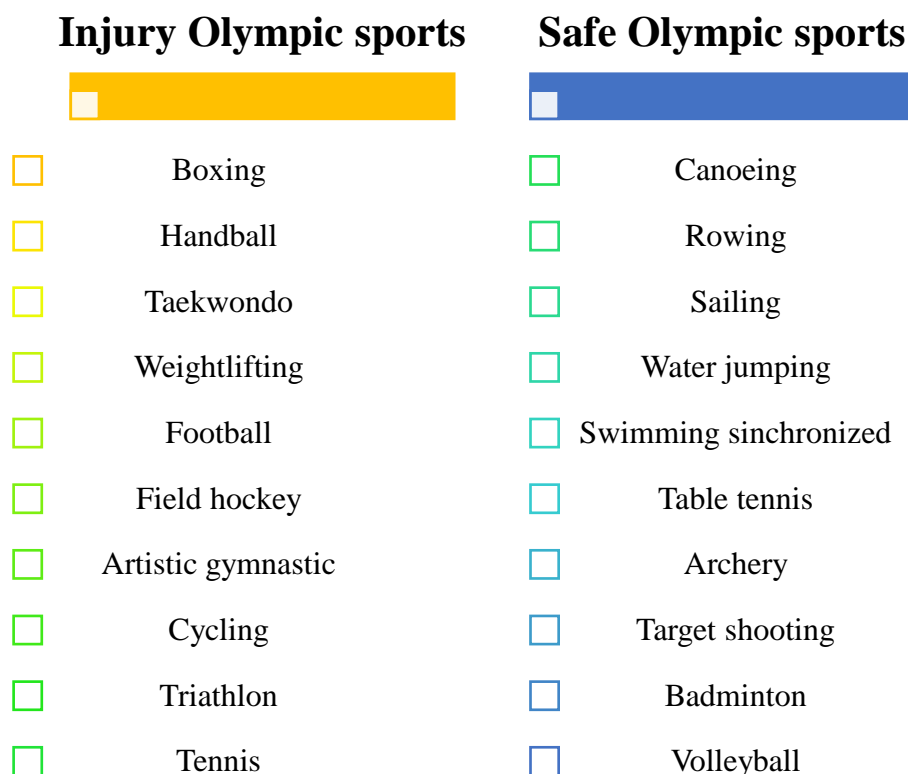 Injury Olympic sports
Boxing
Handball
Taekwondo
Weightlifting
Football
Field hockey
Artistic gymnastic
Cycling
Triathlon
Tennis
Safe Olympic sports
Canoeing
Rowing
Sailing
Water jumping
Swimming sinchronized
Table tennis
Archery
Target shooting
Badminton
Volleyball